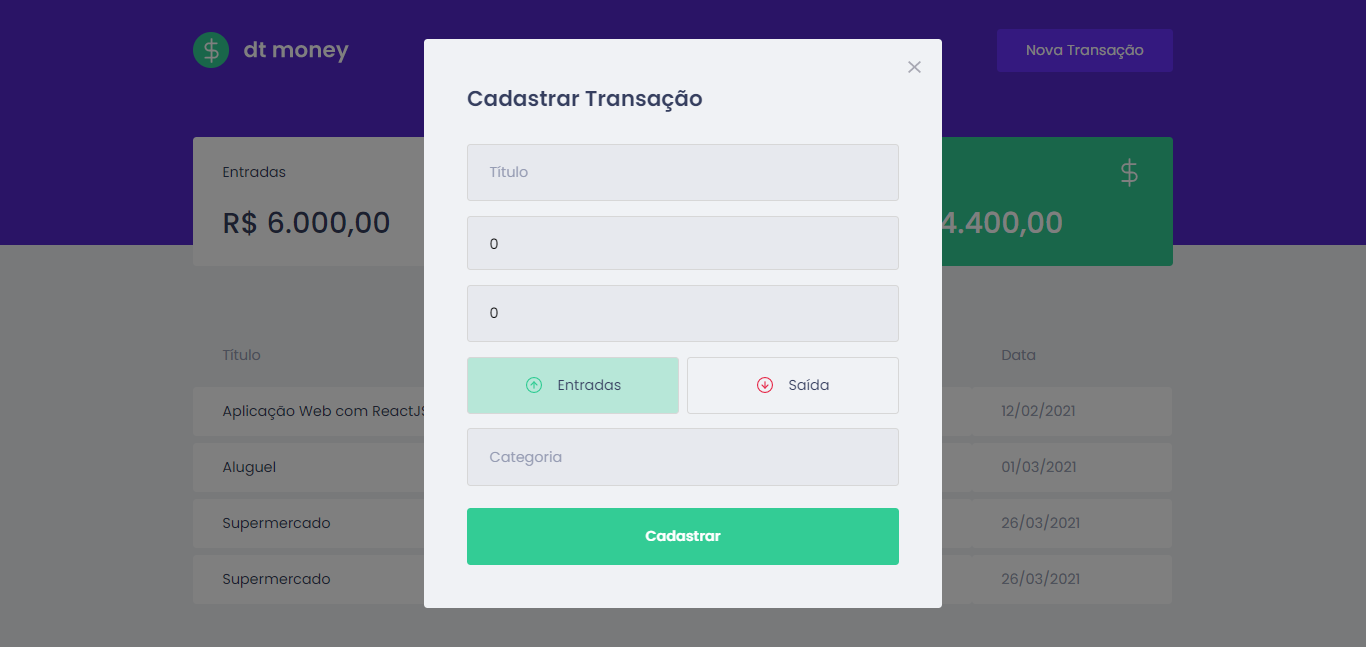 dt money
Nova Transação
Cadastrar Transação
Entradas
$
R$ 6.000,00
4.400,00
Título
0
0
Entradas
Saída
Categoria
Cadastrar
Título
Data
Aplicação Web com ReactJS
12/02/2021
Aluguel
01/03/2021
Supermercado
26/03/2021
Supermercado
26/03/2021